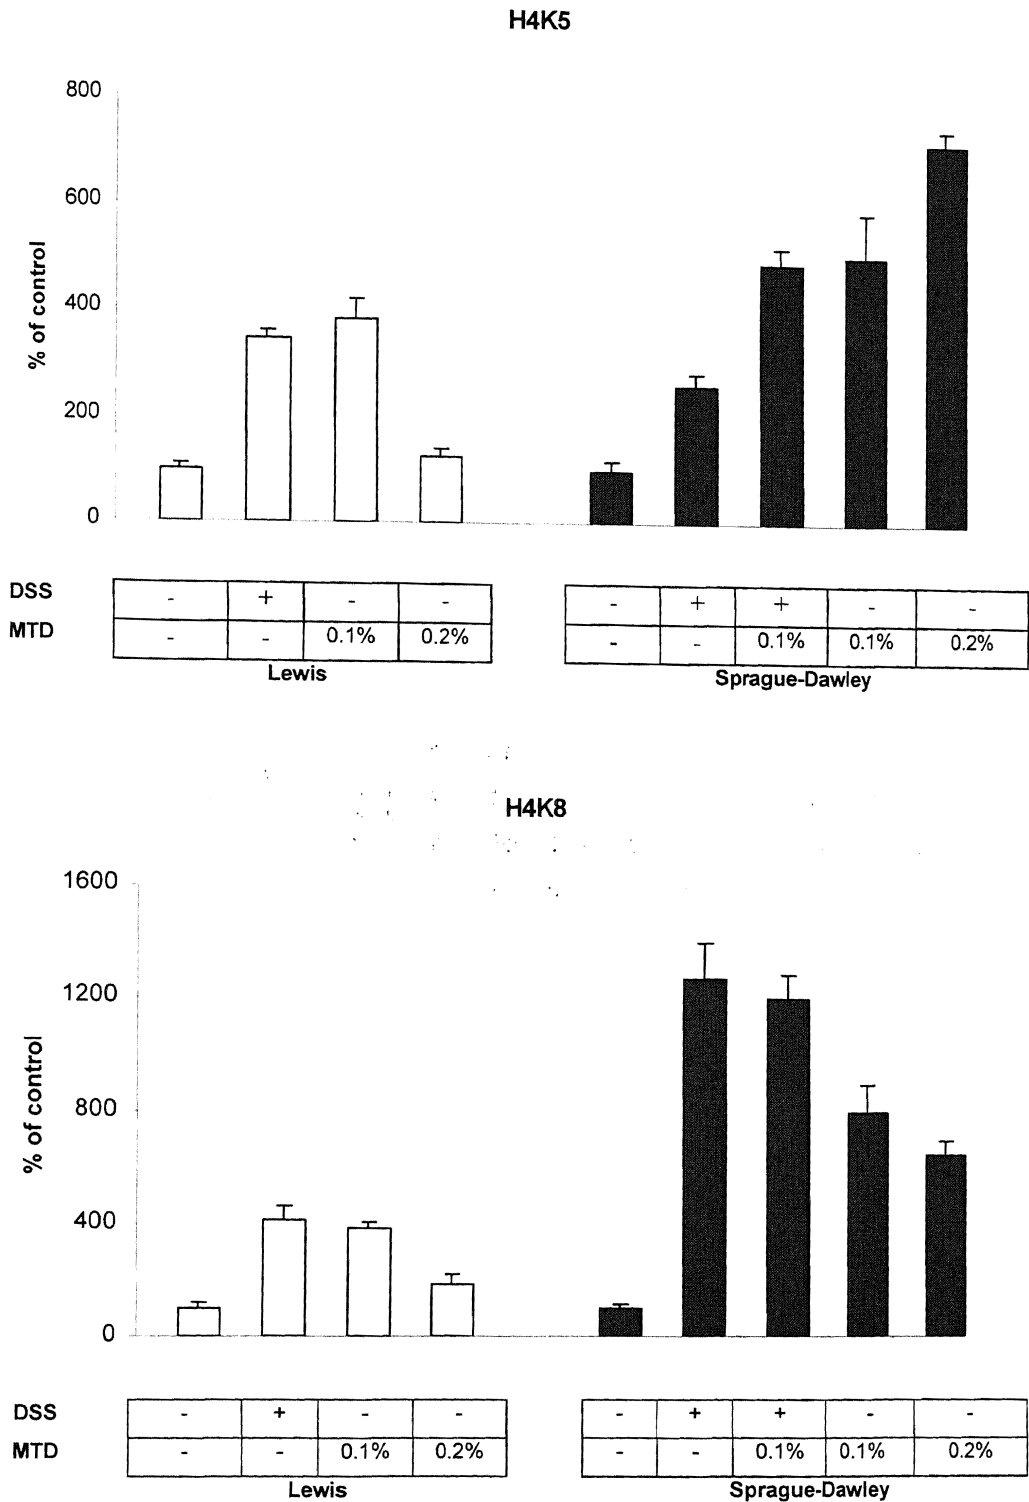 H4K5
800
600
400
200
0
% of control
DSS - + - - - + + - -
MTD - - 0.1% 0.2% - - 0.1% 0.1% 0.2%
Lewis Sprague-Dawley
H4K8
1600
1200
800
400
0
% of control
DSS - + - - - + + - -
MTD - - 0.1% 0.2% - - 0.1% 0.1% 0.2%
Lewis Sprague-Dawley